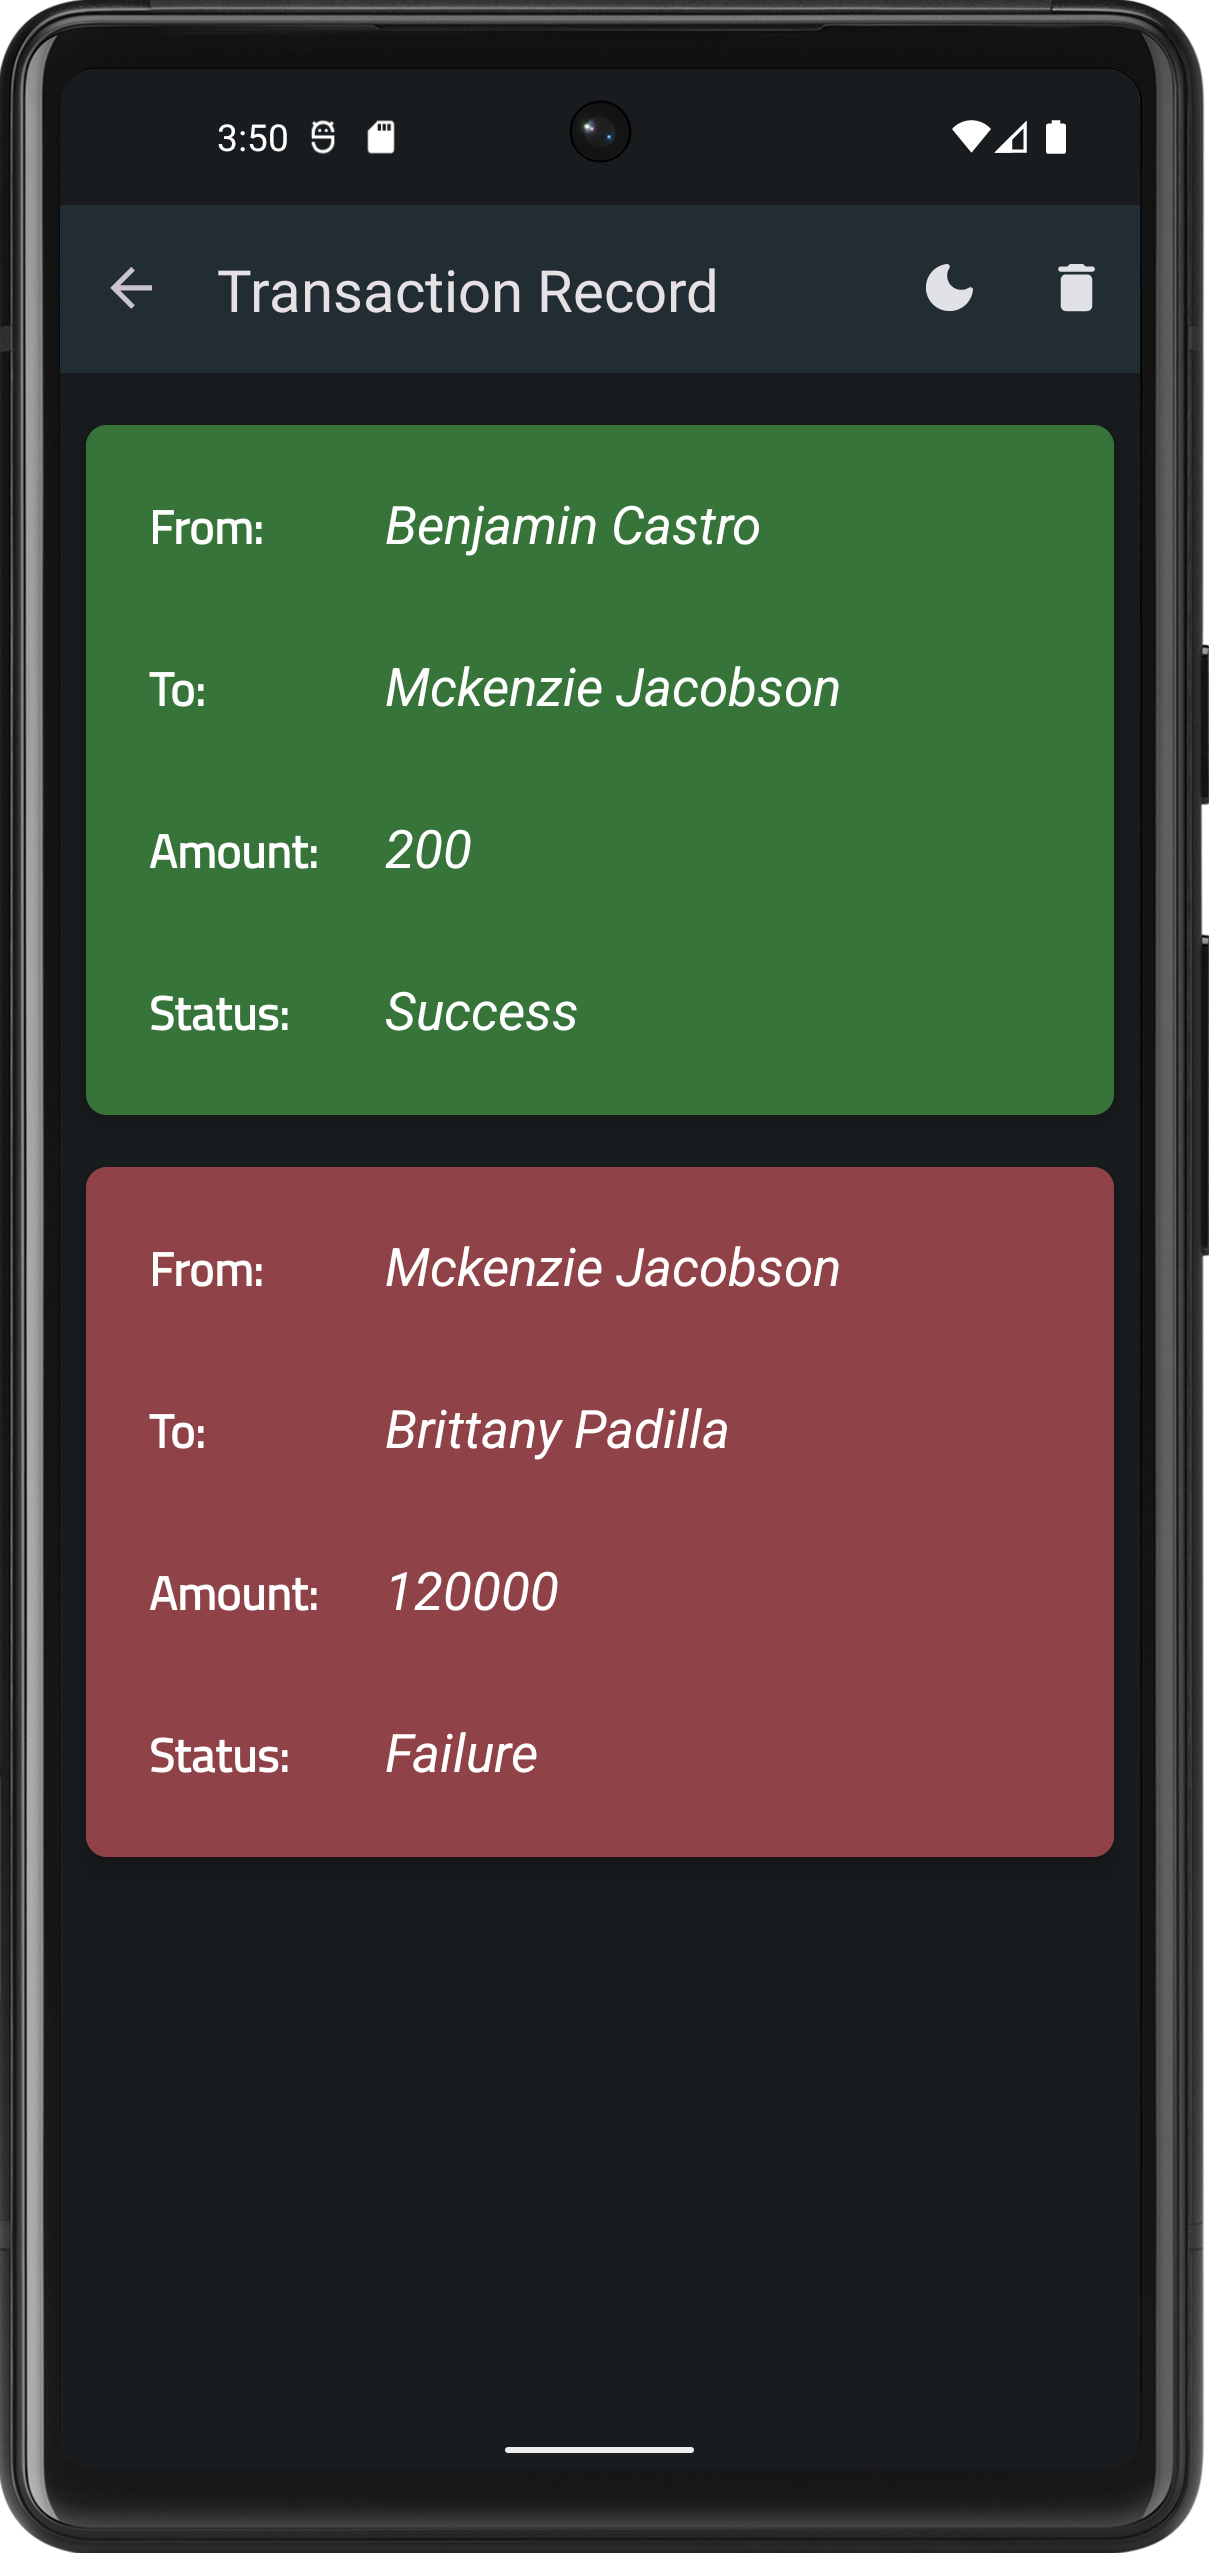 3:50
Transaction Record
From: Benjamin Castro
To: Mckenzie Jacobson
Amount: 200
Status: Success
From: Mckenzie Jacobson
To: Brittany Padilla
Amount: 120000
Status: Failure